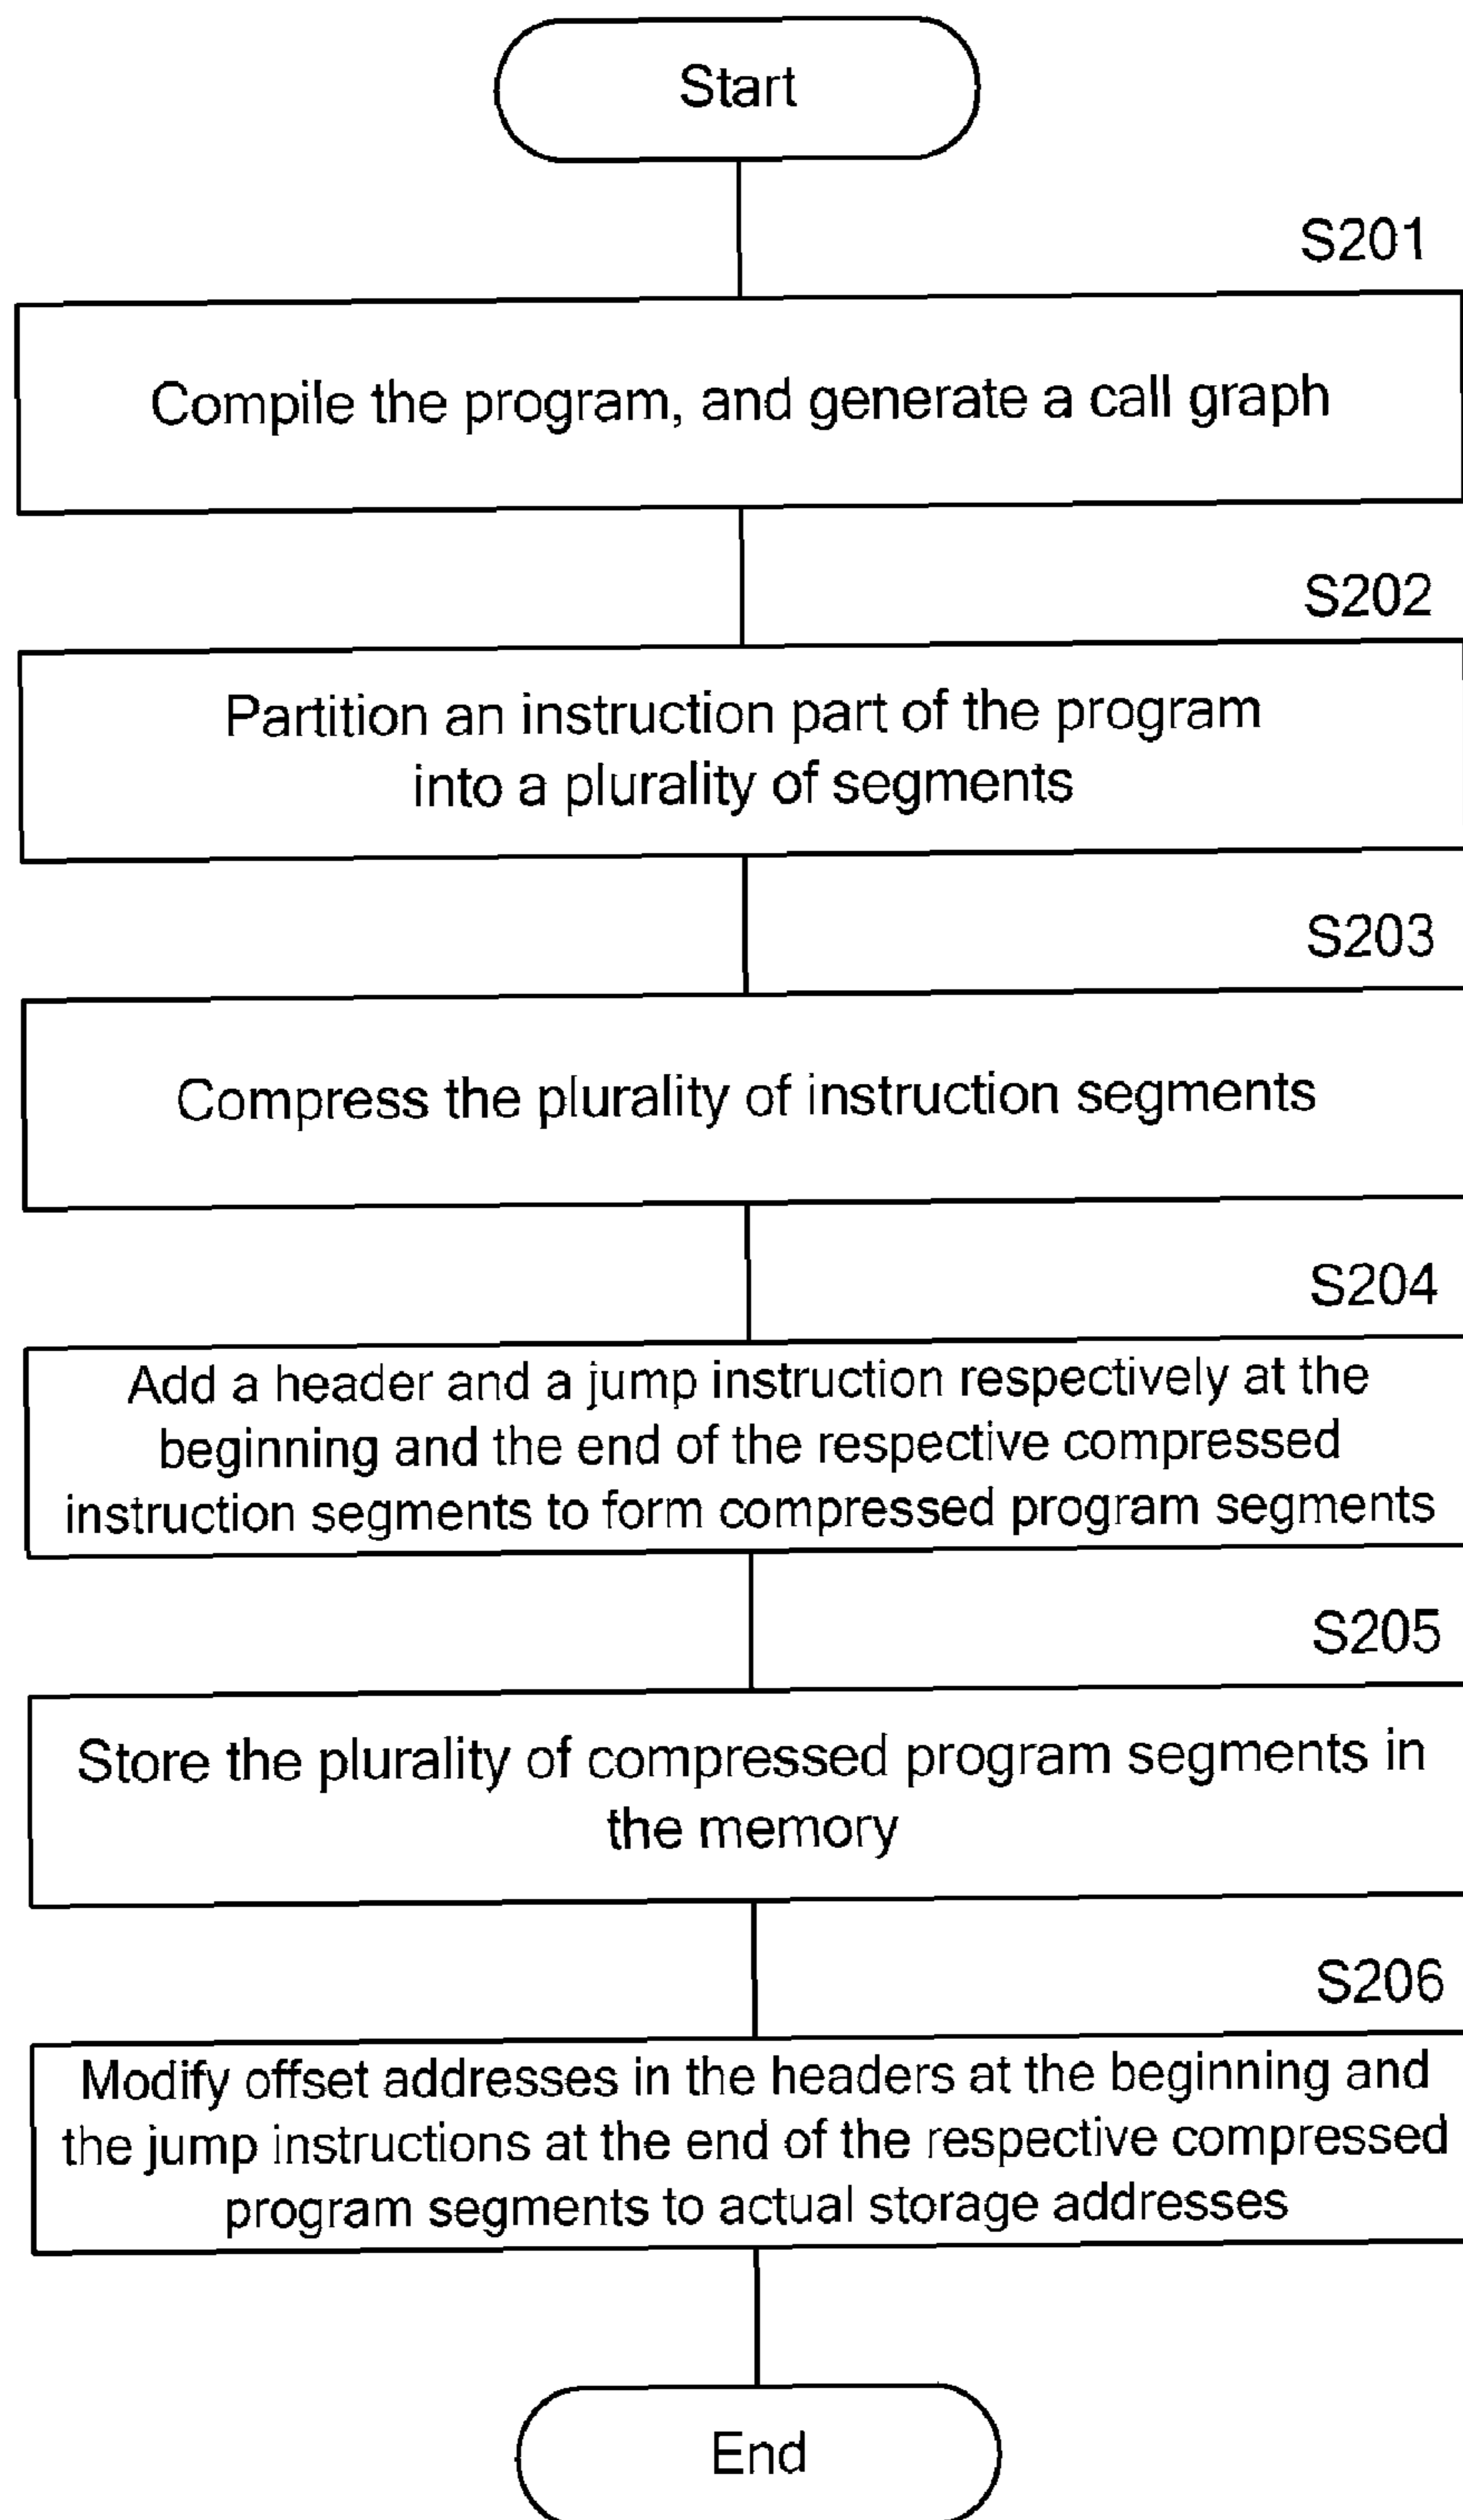 Start
S201
Compile the program, and generate a call graph
S202
Partition an instruction part of the program
into a plurality of segments
S203
Compress the plurality of instruction segments
S204
Add a header and a jump instruction respectively at the
beginning and the end of the respective compressed
instruction segments to form compressed program segments
S205
Store the plurality of compressed program segments in
the memory
S206
Modify offset addresses in the headers at the beginning and
the jump instructions at the end of the respective compressed
program segments to actual storage addresses
End